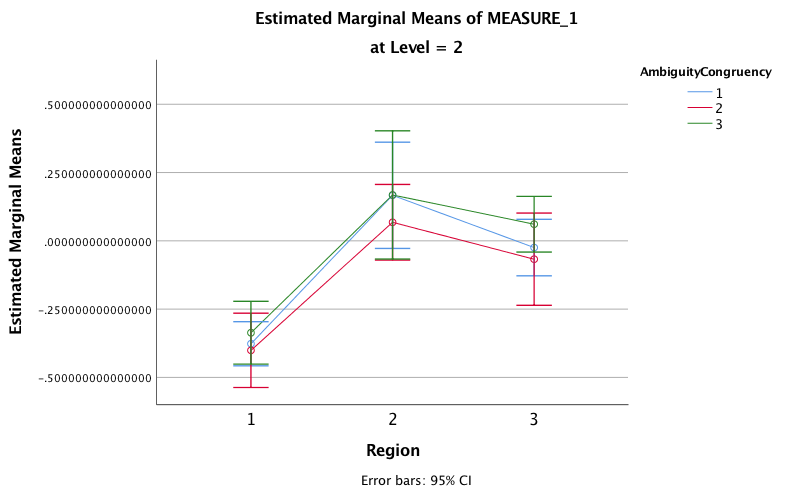 Estimated Marginal Means of MEASURE_1
at Level = 2
Estimated Marginal Means
.500000000000000
.250000000000000
.000000000000000
-.250000000000000
-.500000000000000
1
2
3
Region
Error bars: 95% CI
AmbiguityCongruency
1
2
3